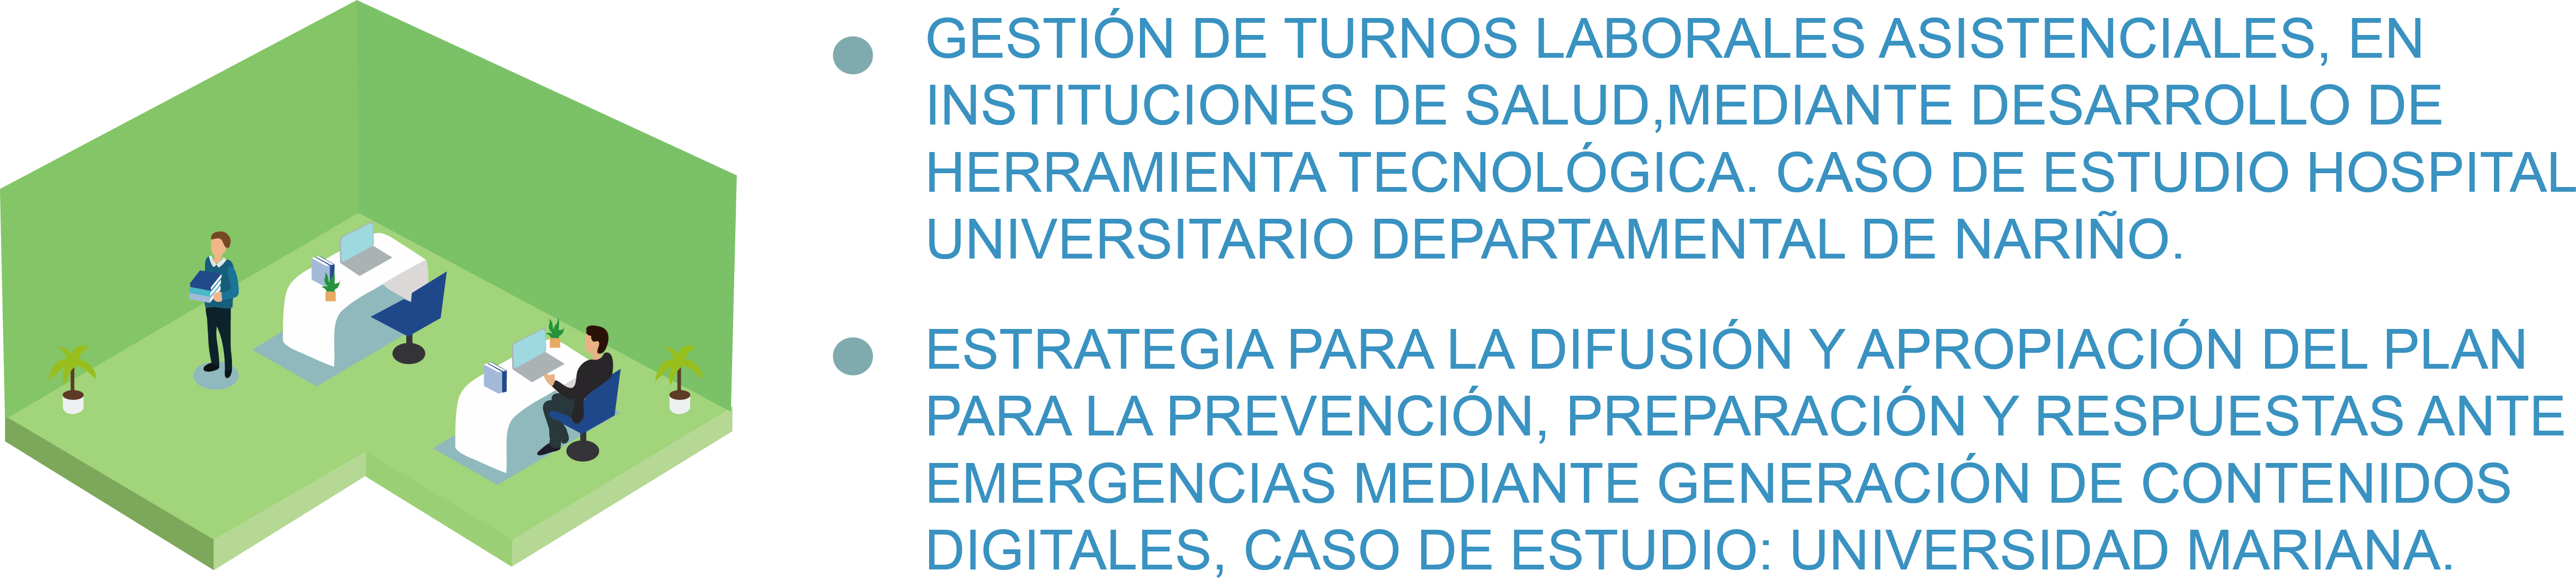 GESTIÓN DE TURNOS LABORALES ASISTENCIALES, EN
INSTITUCIONES DE SALUD,MEDIANTE DESARROLLO DE
HERRAMIENTA TECNOLÓGICA. CASO DE ESTUDIO HOSPITAL
UNIVERSITARIO DEPARTAMENTAL DE NARIÑO.
ESTRATEGIA PARA LA DIFUSIÓN Y APROPIACIÓN DEL PLAN
PARA LA PREVENCIÓN, PREPARACIÓN Y RESPUESTAS ANTE
EMERGENCIAS MEDIANTE GENERACIÓN DE CONTENIDOS
DIGITALES, CASO DE ESTUDIO: UNIVERSIDAD MARIANA.